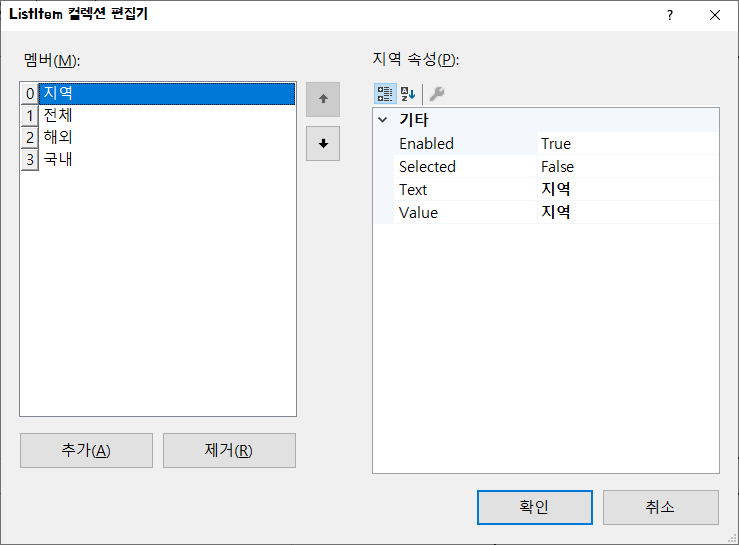 ListItem 컬렉션 편집기
?
멤버(M):
0 지역
1 전체
2 해외
3 국내
추가(A)
제거(R)
지역 속성(P):
기타
Enabled True
Selected False
Text 지역
Value 지역
확인
취소